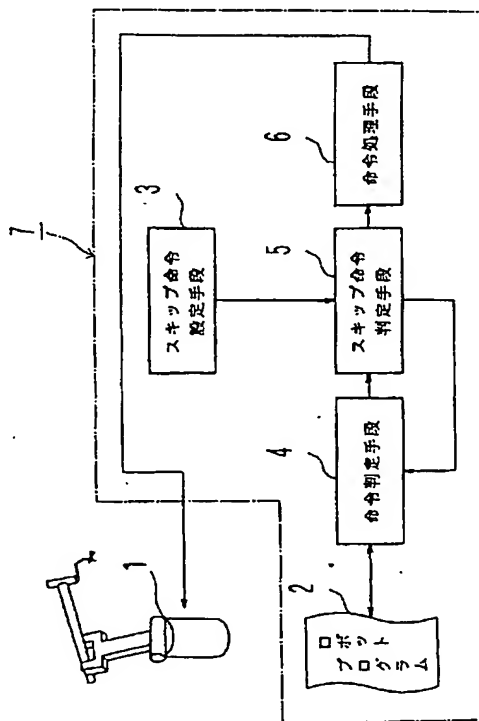 7
1
2
ロボット
プログラム
4
命令判定手段
3
スキップ命令
設定手段
5
スキップ命令
判定手段
6
命令処理手段